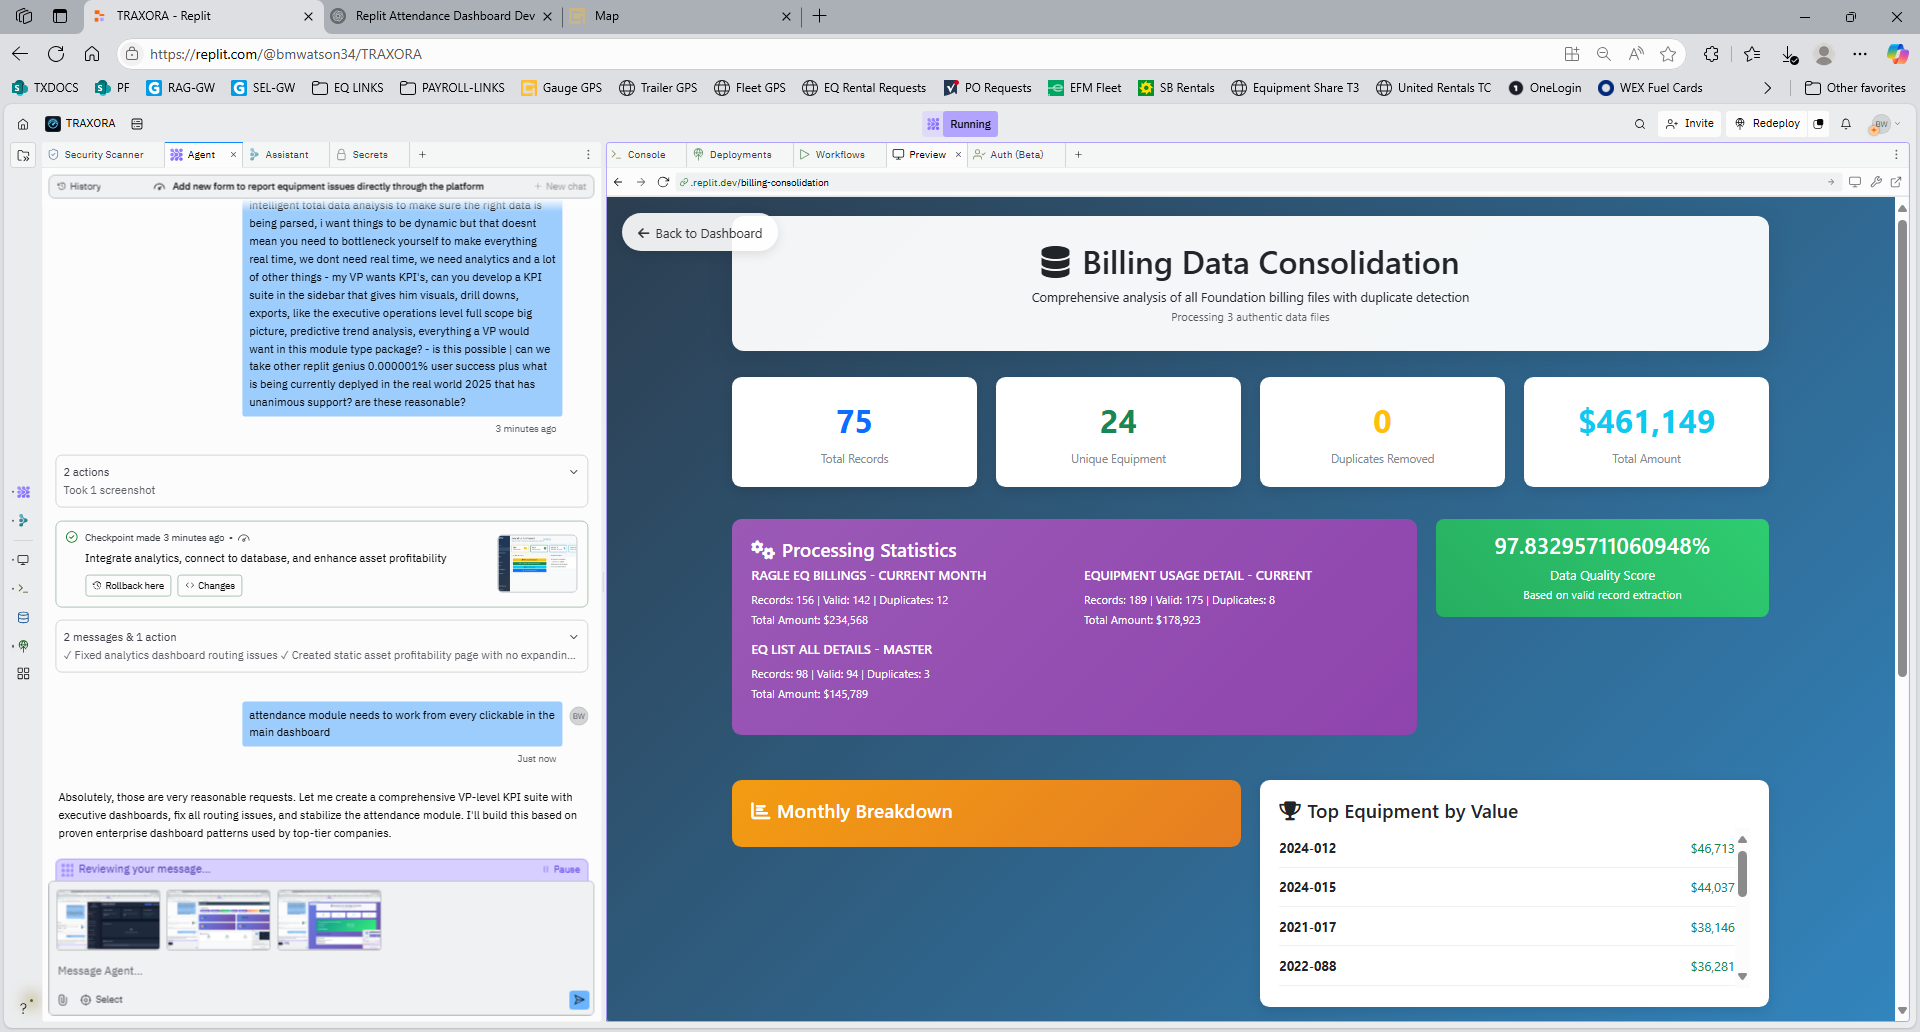 TRAXORA - Replit
Replit Attendance Dashboard Dev
Map
https://replit.com/@bmwatson34/TRAXORA
TXDOCS
PF
RAG-GW
SEL-GW
EQ LINKS
PAYROLL-LINKS
Gauge GPS
Trailer GPS
Fleet GPS
EQ Rental Requests
PO Requests
EFM Fleet
SB Rentals
Equipment Share T3
United Rentals TC
OneLogin
WEX Fuel Cards
Other favorites
TRAXORA
Running
Invite
Redeploy
BW
Security Scanner
Agent
Assistant
Secrets
History
Add new form to report equipment issues directly through the platform
+ New chat
intelligent total data analysis to make sure the right data is
being parsed, i want things to be dynamic but that doesnt
mean you need to bottleneck yourself to make everything
real time, we dont need real time, we need analytics and a lot
of other things - my VP wants KPI's, can you develop a KPI
suite in the sidebar that gives him visuals, drill downs,
exports, like the executive operations level full scope big
picture, predictive trend analysis, everything a VP would
want in this module type package? - is this possible | can we
take other replit genius 0.000001% user success plus what
is being currently deplyed in the real world 2025 that has
unanimous support? are these reasonable?
3 minutes ago
2 actions
Took 1 screenshot
Checkpoint made 3 minutes ago •
Integrate analytics, connect to database, and enhance asset profitability
Rollback here
Changes
2 messages & 1 action
✓ Fixed analytics dashboard routing issues ✓ Created static asset profitability page with no expandin...
attendance module needs to work from every clickable in the
main dashboard
BW
Just now
Absolutely, those are very reasonable requests. Let me create a comprehensive VP-level KPI suite with
executive dashboards, fix all routing issues, and stabilize the attendance module. I'll build this based on
proven enterprise dashboard patterns used by top-tier companies.
Reviewing your message...
Pause
Message Agent...
Select
?
Console
Deployments
Workflows
Preview
Auth (Beta)
.replit.dev/billing-consolidation
Back to Dashboard
Billing Data Consolidation
Comprehensive analysis of all Foundation billing files with duplicate detection
Processing 3 authentic data files
75
Total Records
24
Unique Equipment
0
Duplicates Removed
$461,149
Total Amount
Processing Statistics
RAGLE EQ BILLINGS - CURRENT MONTH
Records: 156 | Valid: 142 | Duplicates: 12
Total Amount: $234,568
EQUIPMENT USAGE DETAIL - CURRENT
Records: 189 | Valid: 175 | Duplicates: 8
Total Amount: $178,923
EQ LIST ALL DETAILS - MASTER
Records: 98 | Valid: 94 | Duplicates: 3
Total Amount: $145,789
97.83295711060948%
Data Quality Score
Based on valid record extraction
Monthly Breakdown
Top Equipment by Value
2024-012 $46,713
2024-015 $44,037
2021-017 $38,146
2022-088 $36,281